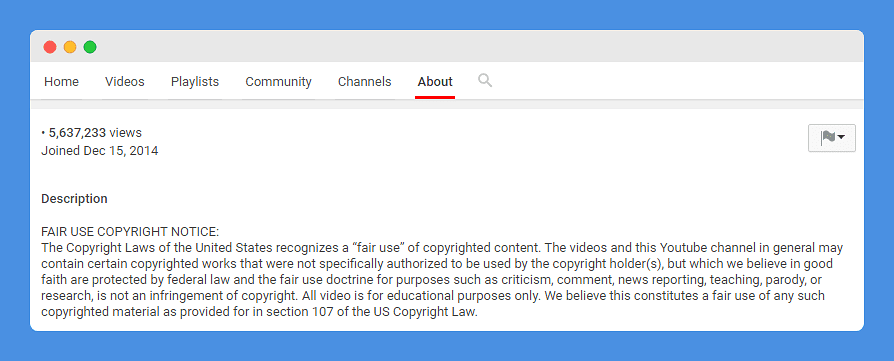 Home Videos Playlists Community Channels About
• 5,637,233 views
Joined Dec 15, 2014
Description
FAIR USE COPYRIGHT NOTICE:
The Copyright Laws of the United States recognizes a “fair use” of copyrighted content. The videos and this Youtube channel in general may
contain certain copyrighted works that were not specifically authorized to be used by the copyright holder(s), but which we believe in good
faith are protected by federal law and the fair use doctrine for purposes such as criticism, comment, news reporting, teaching, parody, or
research, is not an infringement of copyright. All video is for educational purposes only. We believe this constitutes a fair use of any such
copyrighted material as provided for in section 107 of the US Copyright Law.